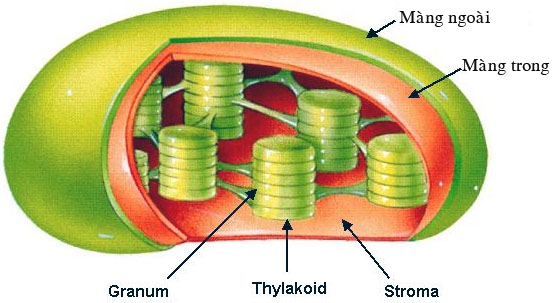 Màng ngoài
Màng trong
Granum
Thylakoid
Stroma